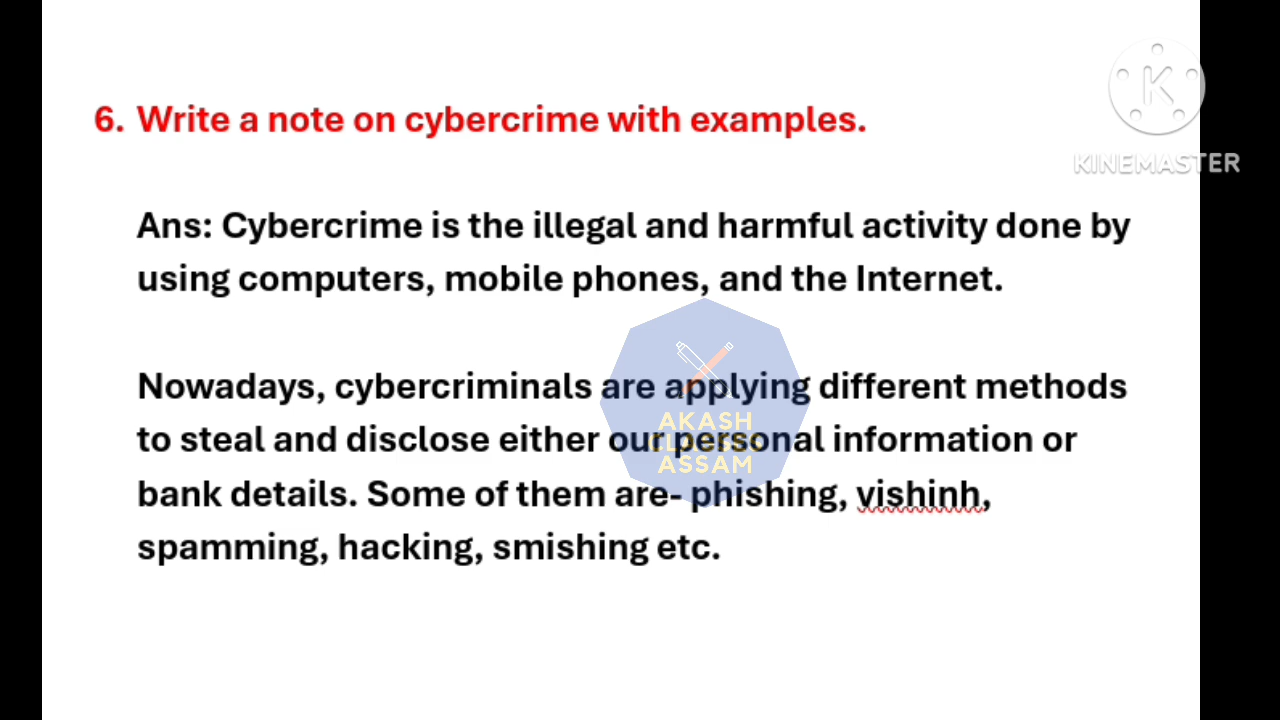 6. Write a note on cybercrime with examples.
KINEMASTER
Ans: Cybercrime is the illegal and harmful activity done by
using computers, mobile phones, and the Internet.
Nowadays, cybercriminals are applying different methods
to steal and disclose either our personal information or
bank details. Some of them are- phishing, vishinh,
spamming, hacking, smishing etc.
AKASH
CLASSES
ASSAM